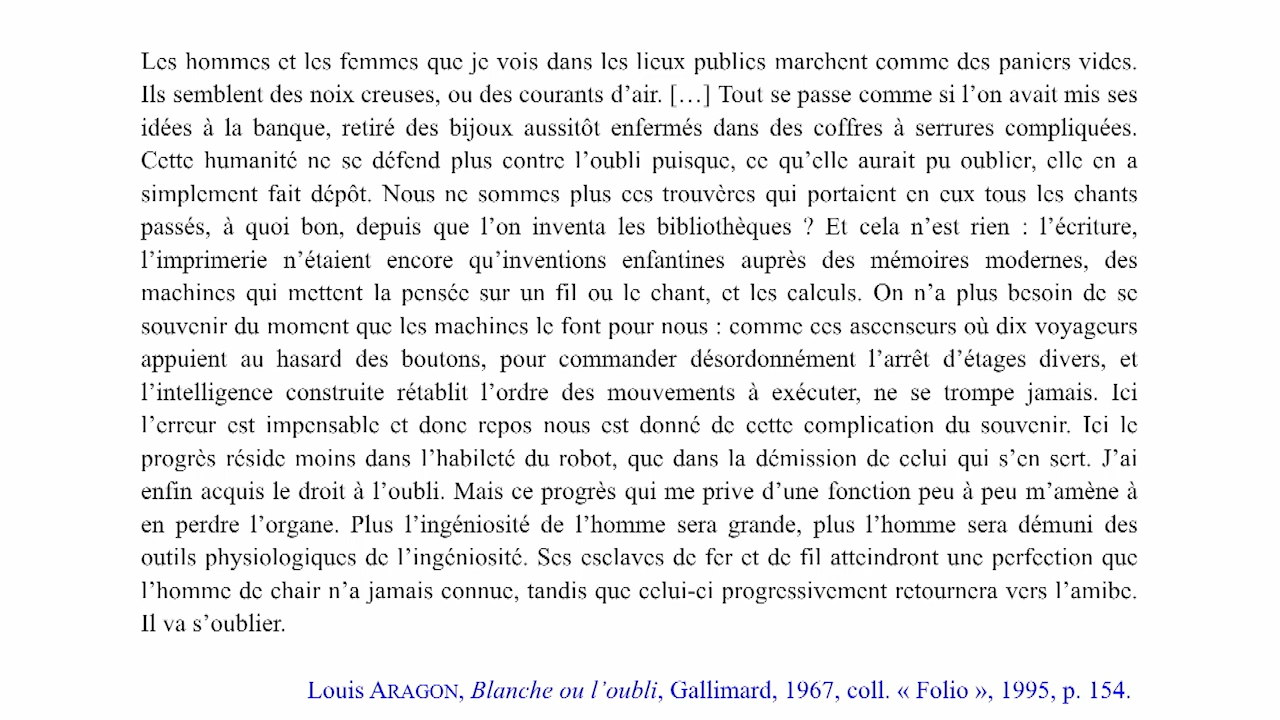 Les hommes et les femmes que je vois dans les lieux publics marchent comme des paniers vides.
Ils semblent des noix creuses, ou des courants d’air. […] Tout se passe comme si l’on avait mis ses
idées à la banque, retiré des bijoux aussitôt enfermés dans des coffres à serrures compliquées.
Cette humanité ne se défend plus contre l’oubli puisque, ce qu’elle aurait pu oublier, elle en a
simplement fait dépôt. Nous ne sommes plus ces trouvères qui portaient en eux tous les chants
passés, à quoi bon, depuis que l’on inventa les bibliothèques ? Et cela n’est rien : l’écriture,
l’imprimerie n’étaient encore qu’inventions enfantines auprès des mémoires modernes, des
machines qui mettent la pensée sur un fil ou le chant, et les calculs. On n’a plus besoin de se
souvenir du moment que les machines le font pour nous : comme ces ascenseurs où dix voyageurs
appuient au hasard des boutons, pour commander désordonnément l’arrêt d’étages divers, et
l’intelligence construite rétablit l’ordre des mouvements à exécuter, ne se trompe jamais. Ici
l’erreur est impensable et donc repos nous est donné de cette complication du souvenir. Ici le
progrès réside moins dans l’habileté du robot, que dans la démission de celui qui s’en sert. J’ai
enfin acquis le droit à l’oubli. Mais ce progrès qui me prive d’une fonction peu à peu m’amène à
en perdre l’organe. Plus l’ingéniosité de l’homme sera grande, plus l’homme sera démuni des
outils physiologiques de l’ingéniosité. Ses esclaves de fer et de fil atteindront une perfection que
l’homme de chair n’a jamais connue, tandis que celui-ci progressivement retournera vers l’amibe.
Il va s’oublier.
Louis ARAGON, Blanche ou l’oubli, Gallimard, 1967, coll. « Folio », 1995, p. 154.